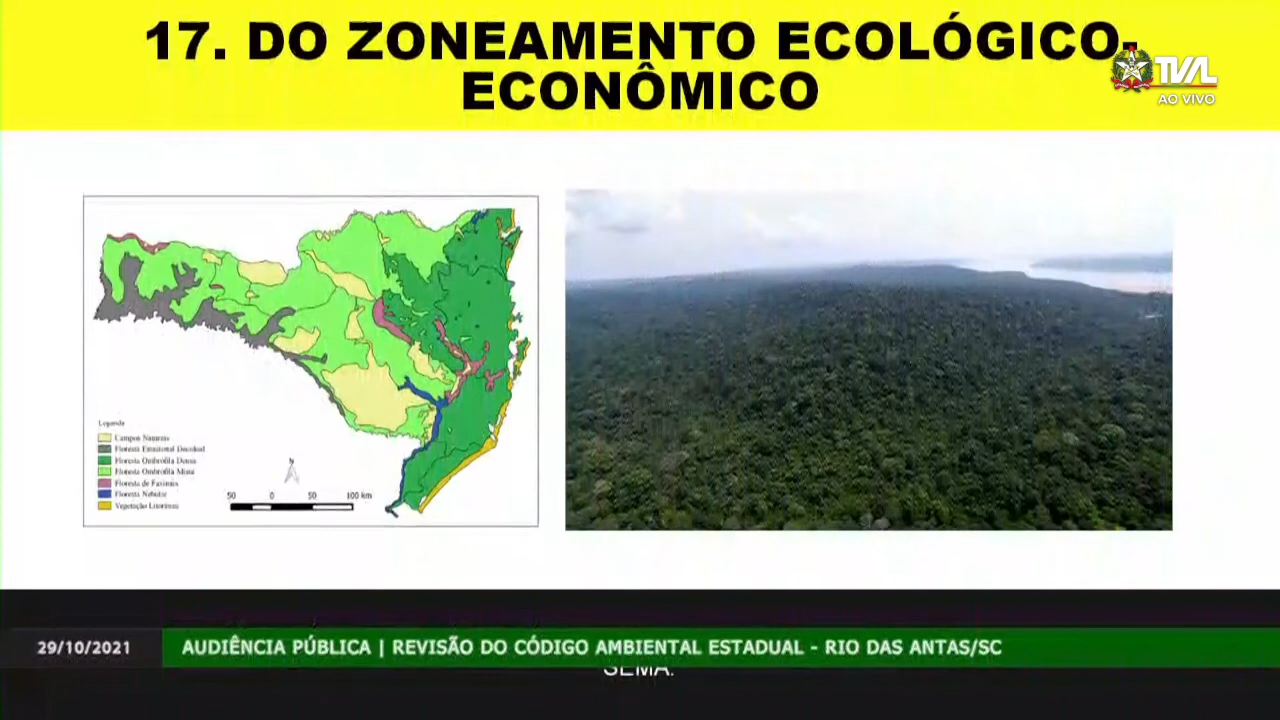 17. DO ZONEAMENTO ECOLÓGICO-
ECONÔMICO
TVAL
AO VIVO
Legenda
Campos Naturais
Floresta Estacional Decidual
Floresta Ombrófila Densa
Floresta Ombrófila Mista
Floresta de Faxinais
Floresta Nebular
Vegetação Litorânea
N
50 0 50 100 km
29/10/2021
AUDIÊNCIA PÚBLICA | REVISÃO DO CÓDIGO AMBIENTAL ESTADUAL - RIO DAS ANTAS/SC
SEMA.